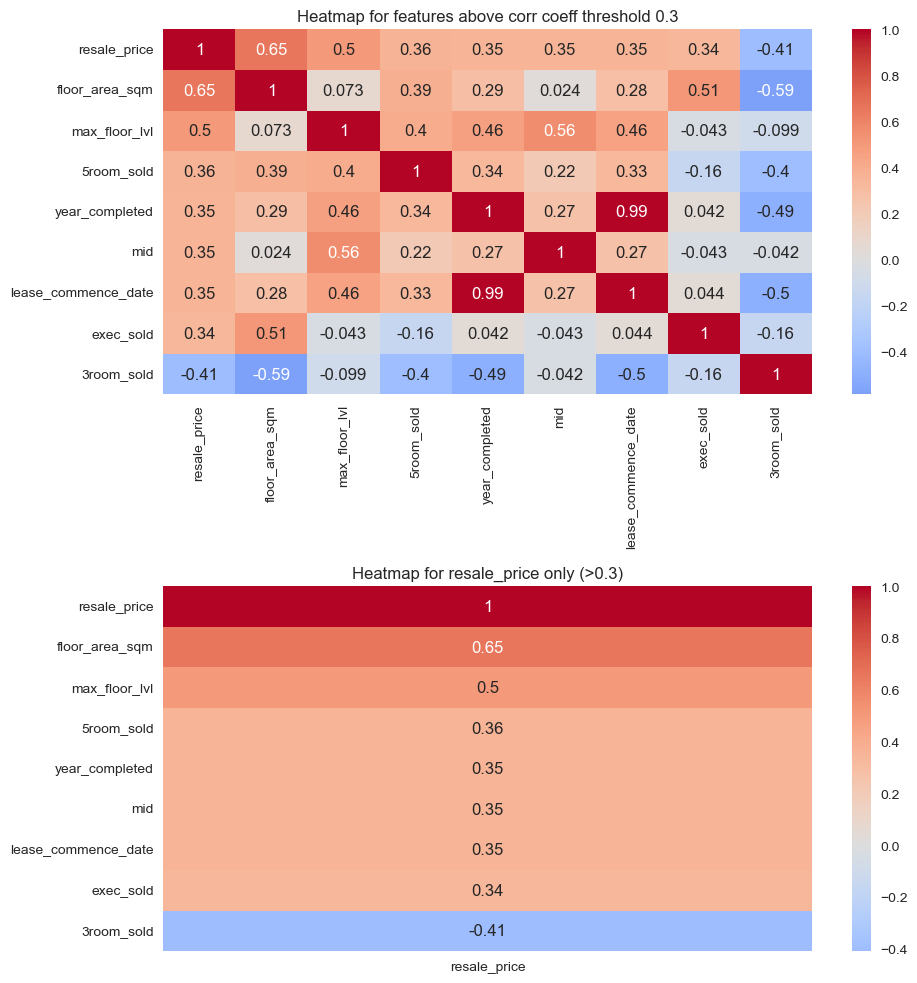 Heatmap for features above corr coeff threshold 0.3
resale_price 1 0.65 0.5 0.36 0.35 0.35 0.35 0.34 -0.41
floor_area_sqm 0.65 1 0.073 0.39 0.29 0.024 0.28 0.51 -0.59
max_floor_lvl 0.5 0.073 1 0.4 0.46 0.56 0.46 -0.043 -0.099
5room_sold 0.36 0.39 0.4 1 0.34 0.22 0.33 -0.16 -0.4
year_completed 0.35 0.29 0.46 0.34 1 0.27 0.99 0.042 -0.49
mid 0.35 0.024 0.56 0.22 0.27 1 0.27 -0.043 -0.042
lease_commence_date 0.35 0.28 0.46 0.33 0.99 0.27 1 0.044 -0.5
exec_sold 0.34 0.51 -0.043 -0.16 0.042 -0.043 0.044 1 -0.16
3room_sold -0.41 -0.59 -0.099 -0.4 -0.49 -0.042 -0.5 -0.16 1
resale_price floor_area_sqm max_floor_lvl 5room_sold year_completed mid lease_commence_date exec_sold 3room_sold
1.0
0.8
0.6
0.4
0.2
0.0
−0.2
−0.4
Heatmap for resale_price only (>0.3)
resale_price 1
floor_area_sqm 0.65
max_floor_lvl 0.5
5room_sold 0.36
year_completed 0.35
mid 0.35
lease_commence_date 0.35
exec_sold 0.34
3room_sold -0.41
resale_price
1.0
0.8
0.6
0.4
0.2
0.0
−0.2
−0.4